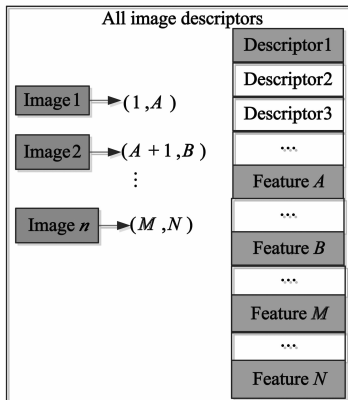 All image descriptors
Descriptor1
Descriptor2
Image1 (1,A)
Descriptor3
Image2 (A+1,B)
...
⋮
Feature A
...
Image n (M,N)
Feature B
...
Feature M
...
Feature N